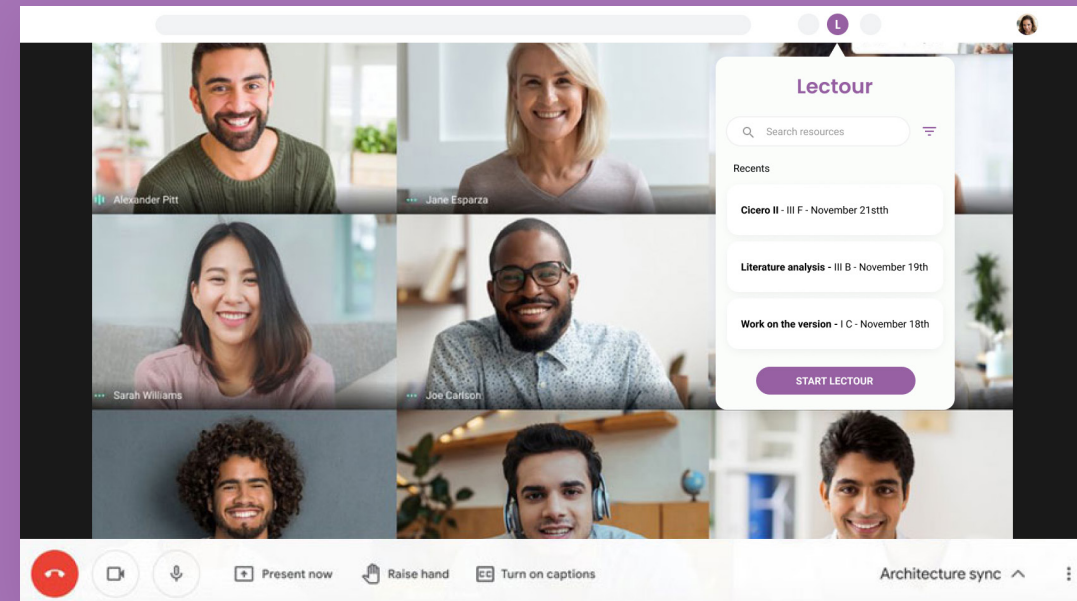 L
Lectour
Search resources
Recents
Cicero II - III F - November 21stth
Literature analysis - III B - November 19th
Work on the version - I C - November 18th
START LECTOUR
Alexander Pitt
Jane Esparza
Sarah Williams
Joe Carlson
Present now
Raise hand
CC Turn on captions
Architecture sync